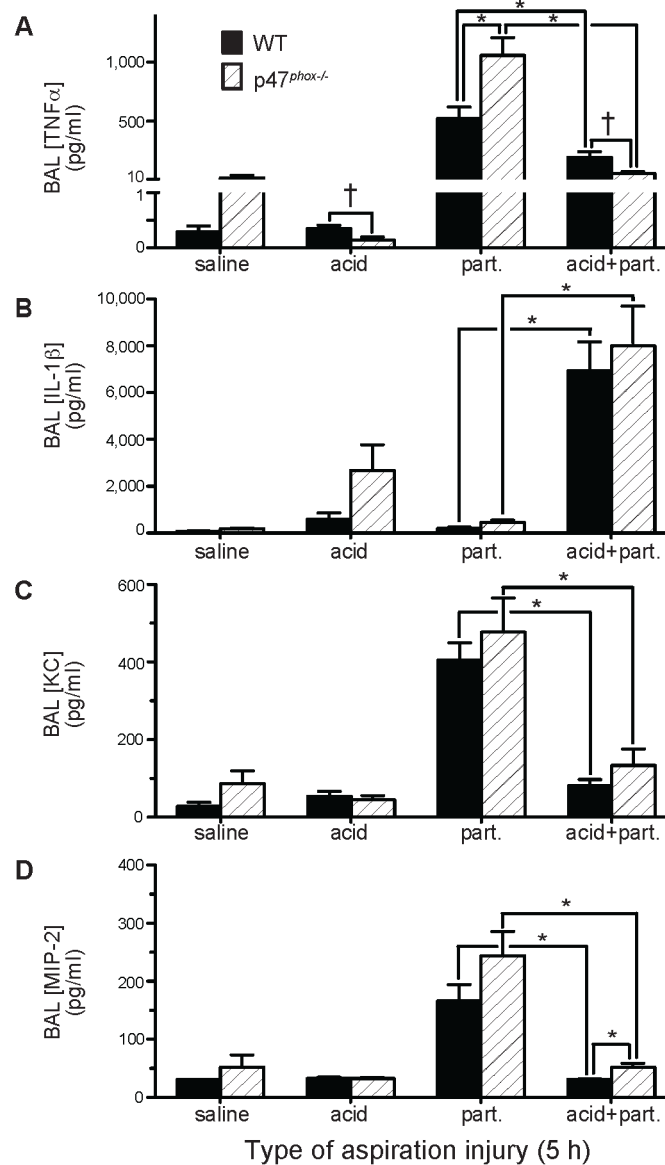 A
BAL [TNFα]
(pg/ml)
1,000
500
10
1
0
WT
p47phox-/-
*
*
*
†
†
saline acid part. acid+part.
B
BAL [IL-1β]
(pg/ml)
10,000
8,000
6,000
4,000
2,000
0
*
*
saline acid part. acid+part.
C
BAL [KC]
(pg/ml)
600
400
200
0
*
*
saline acid part. acid+part.
D
BAL [MIP-2]
(pg/ml)
400
300
200
100
0
*
*
*
saline acid part. acid+part.
Type of aspiration injury (5 h)